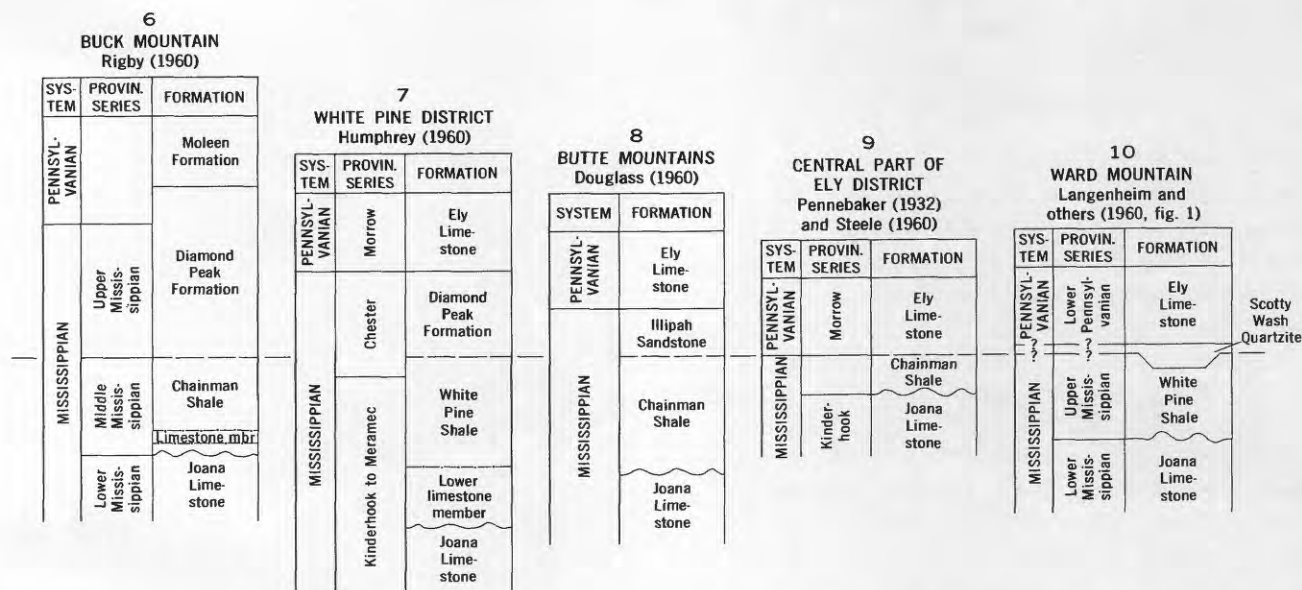 6
BUCK MOUNTAIN
Rigby (1960)
SYS-
TEM
PROVIN.
SERIES
FORMATION
PENNSYL-
VANIAN
MISSISSIPPIAN
Upper
Missis-
sippian
Middle
Missis-
sippian
Lower
Missis-
sippian
Moleen
Formation
Diamond
Peak
Formation
Chainman
Shale
Limestone mbr
Joana
Lime-
stone
7
WHITE PINE DISTRICT
Humphrey (1960)
SYS-
TEM
PROVIN.
SERIES
FORMATION
PENNSYL-
VANIAN
MISSISSIPPIAN
Morrow
Chester
Kinderhook to Meramec
Ely
Lime-
stone
Diamond
Peak
Formation
White
Pine
Shale
Lower
limestone
member
Joana
Lime-
stone
8
BUTTE MOUNTAINS
Douglass (1960)
SYSTEM
FORMATION
PENNSYL-
VANIAN
MISSISSIPPIAN
Ely
Lime-
stone
Illipah
Sandstone
Chainman
Shale
Joana
Lime-
stone
9
CENTRAL PART OF
ELY DISTRICT
Pennebaker (1932)
and Steele (1960)
SYS-
TEM
PROVIN.
SERIES
FORMATION
PENNSYL-
VANIAN
MISSISSIPPIAN
Morrow
Kinder-
hook
Ely
Lime-
stone
Chainman
Shale
Joana
Lime-
stone
10
WARD MOUNTAIN
Langenheim and
others (1960, fig. 1)
SYS-
TEM
PROVIN.
SERIES
FORMATION
PENNSYL-
VANIAN
?
?
MISSISSIPPIAN
Lower
Pennsyl-
vanian
?
?
Upper
Missis-
sippian
Lower
Missis-
sippian
Ely
Lime-
stone
White
Pine
Shale
Joana
Lime-
stone
Scotty
Wash
Quartzite